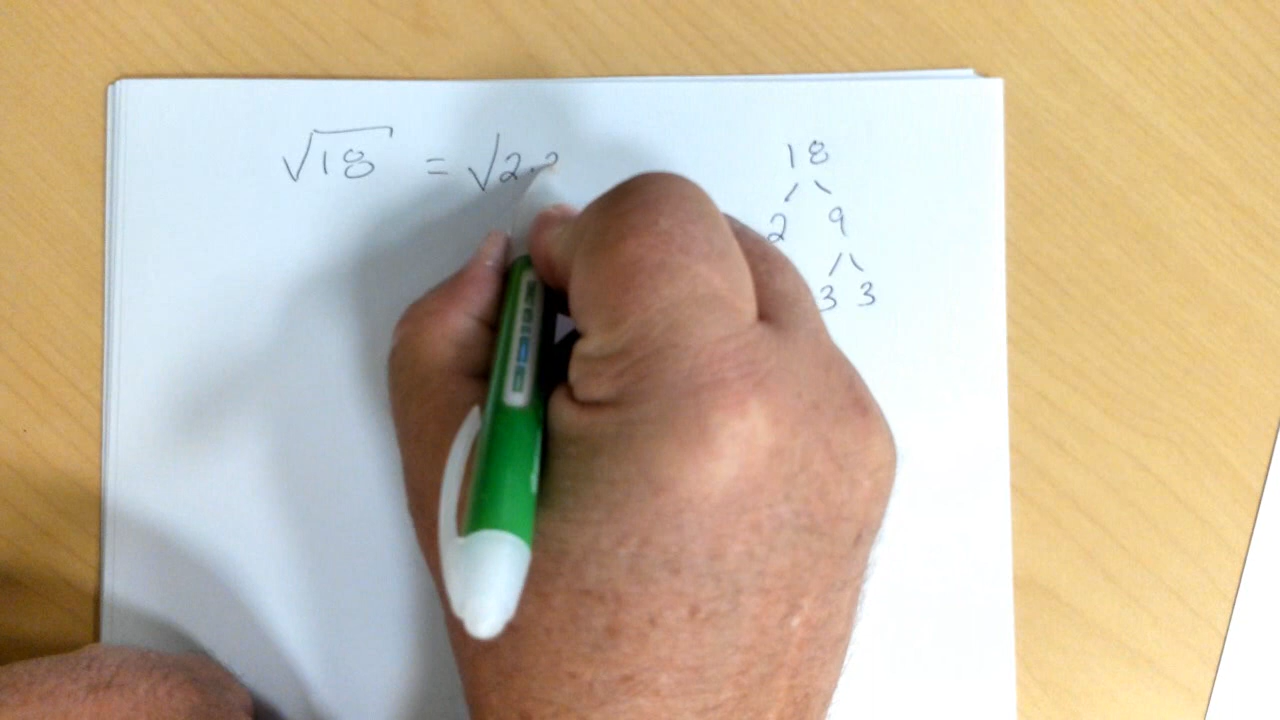 √18 = √2·
18
2 9
3 3